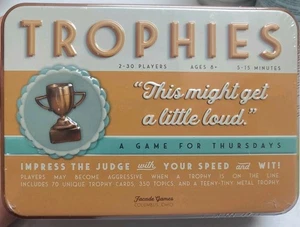 TROPHIES
2-30 PLAYERS AGES 8+ 5-15 MINUTES
"This might get
a little loud."
A GAME FOR THURSDAYS
IMPRESS THE JUDGE with YOUR SPEED and WIT!
PLAYERS MAY BECOME AGGRESSIVE WHEN A TROPHY IS ON THE LINE
INCLUDES 70 UNIQUE TROPHY CARDS, 350 TOPICS, AND A TEENY-TINY METAL TROPHY
Facade Games